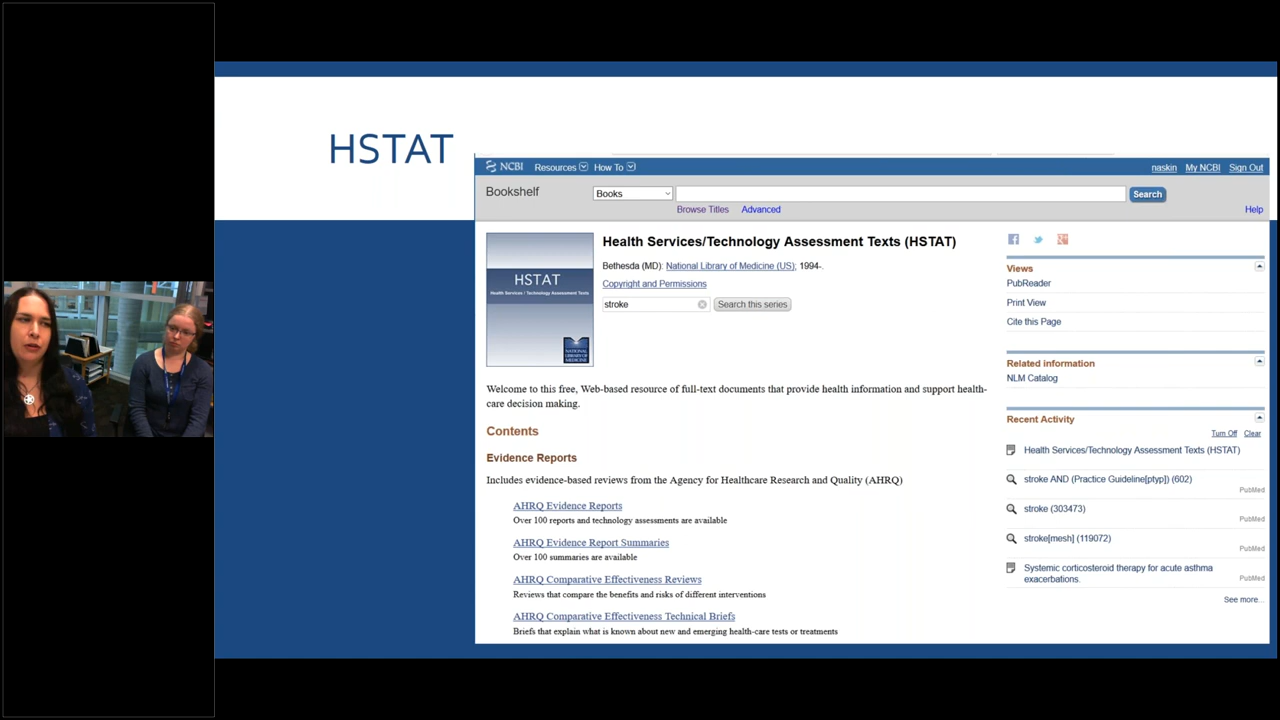 HSTAT
NCBI Resources How To naskin My NCBI Sign Out
Bookshelf Books Search
Browse Titles Advanced Help
HSTAT
Health Services / Technology Assessment Texts
NATIONAL
LIBRARY OF
MEDICINE
Health Services/Technology Assessment Texts (HSTAT)
Bethesda (MD): National Library of Medicine (US); 1994-.
Copyright and Permissions
stroke Search this series
Welcome to this free, Web-based resource of full-text documents that provide health information and support health-
care decision making.
Contents
Evidence Reports
Includes evidence-based reviews from the Agency for Healthcare Research and Quality (AHRQ)
AHRQ Evidence Reports
Over 100 reports and technology assessments are available
AHRQ Evidence Report Summaries
Over 100 summaries are available
AHRQ Comparative Effectiveness Reviews
Reviews that compare the benefits and risks of different interventions
AHRQ Comparative Effectiveness Technical Briefs
Briefs that explain what is known about new and emerging health-care tests or treatments
Views
PubReader
Print View
Cite this Page
Related information
NLM Catalog
Recent Activity
Turn Off Clear
Health Services/Technology Assessment Texts (HSTAT)
stroke AND (Practice Guideline[ptyp]) (602)
PubMed
stroke (303473)
PubMed
stroke[mesh] (119072)
PubMed
Systemic corticosteroid therapy for acute asthma
exacerbations.
PubMed
See more...